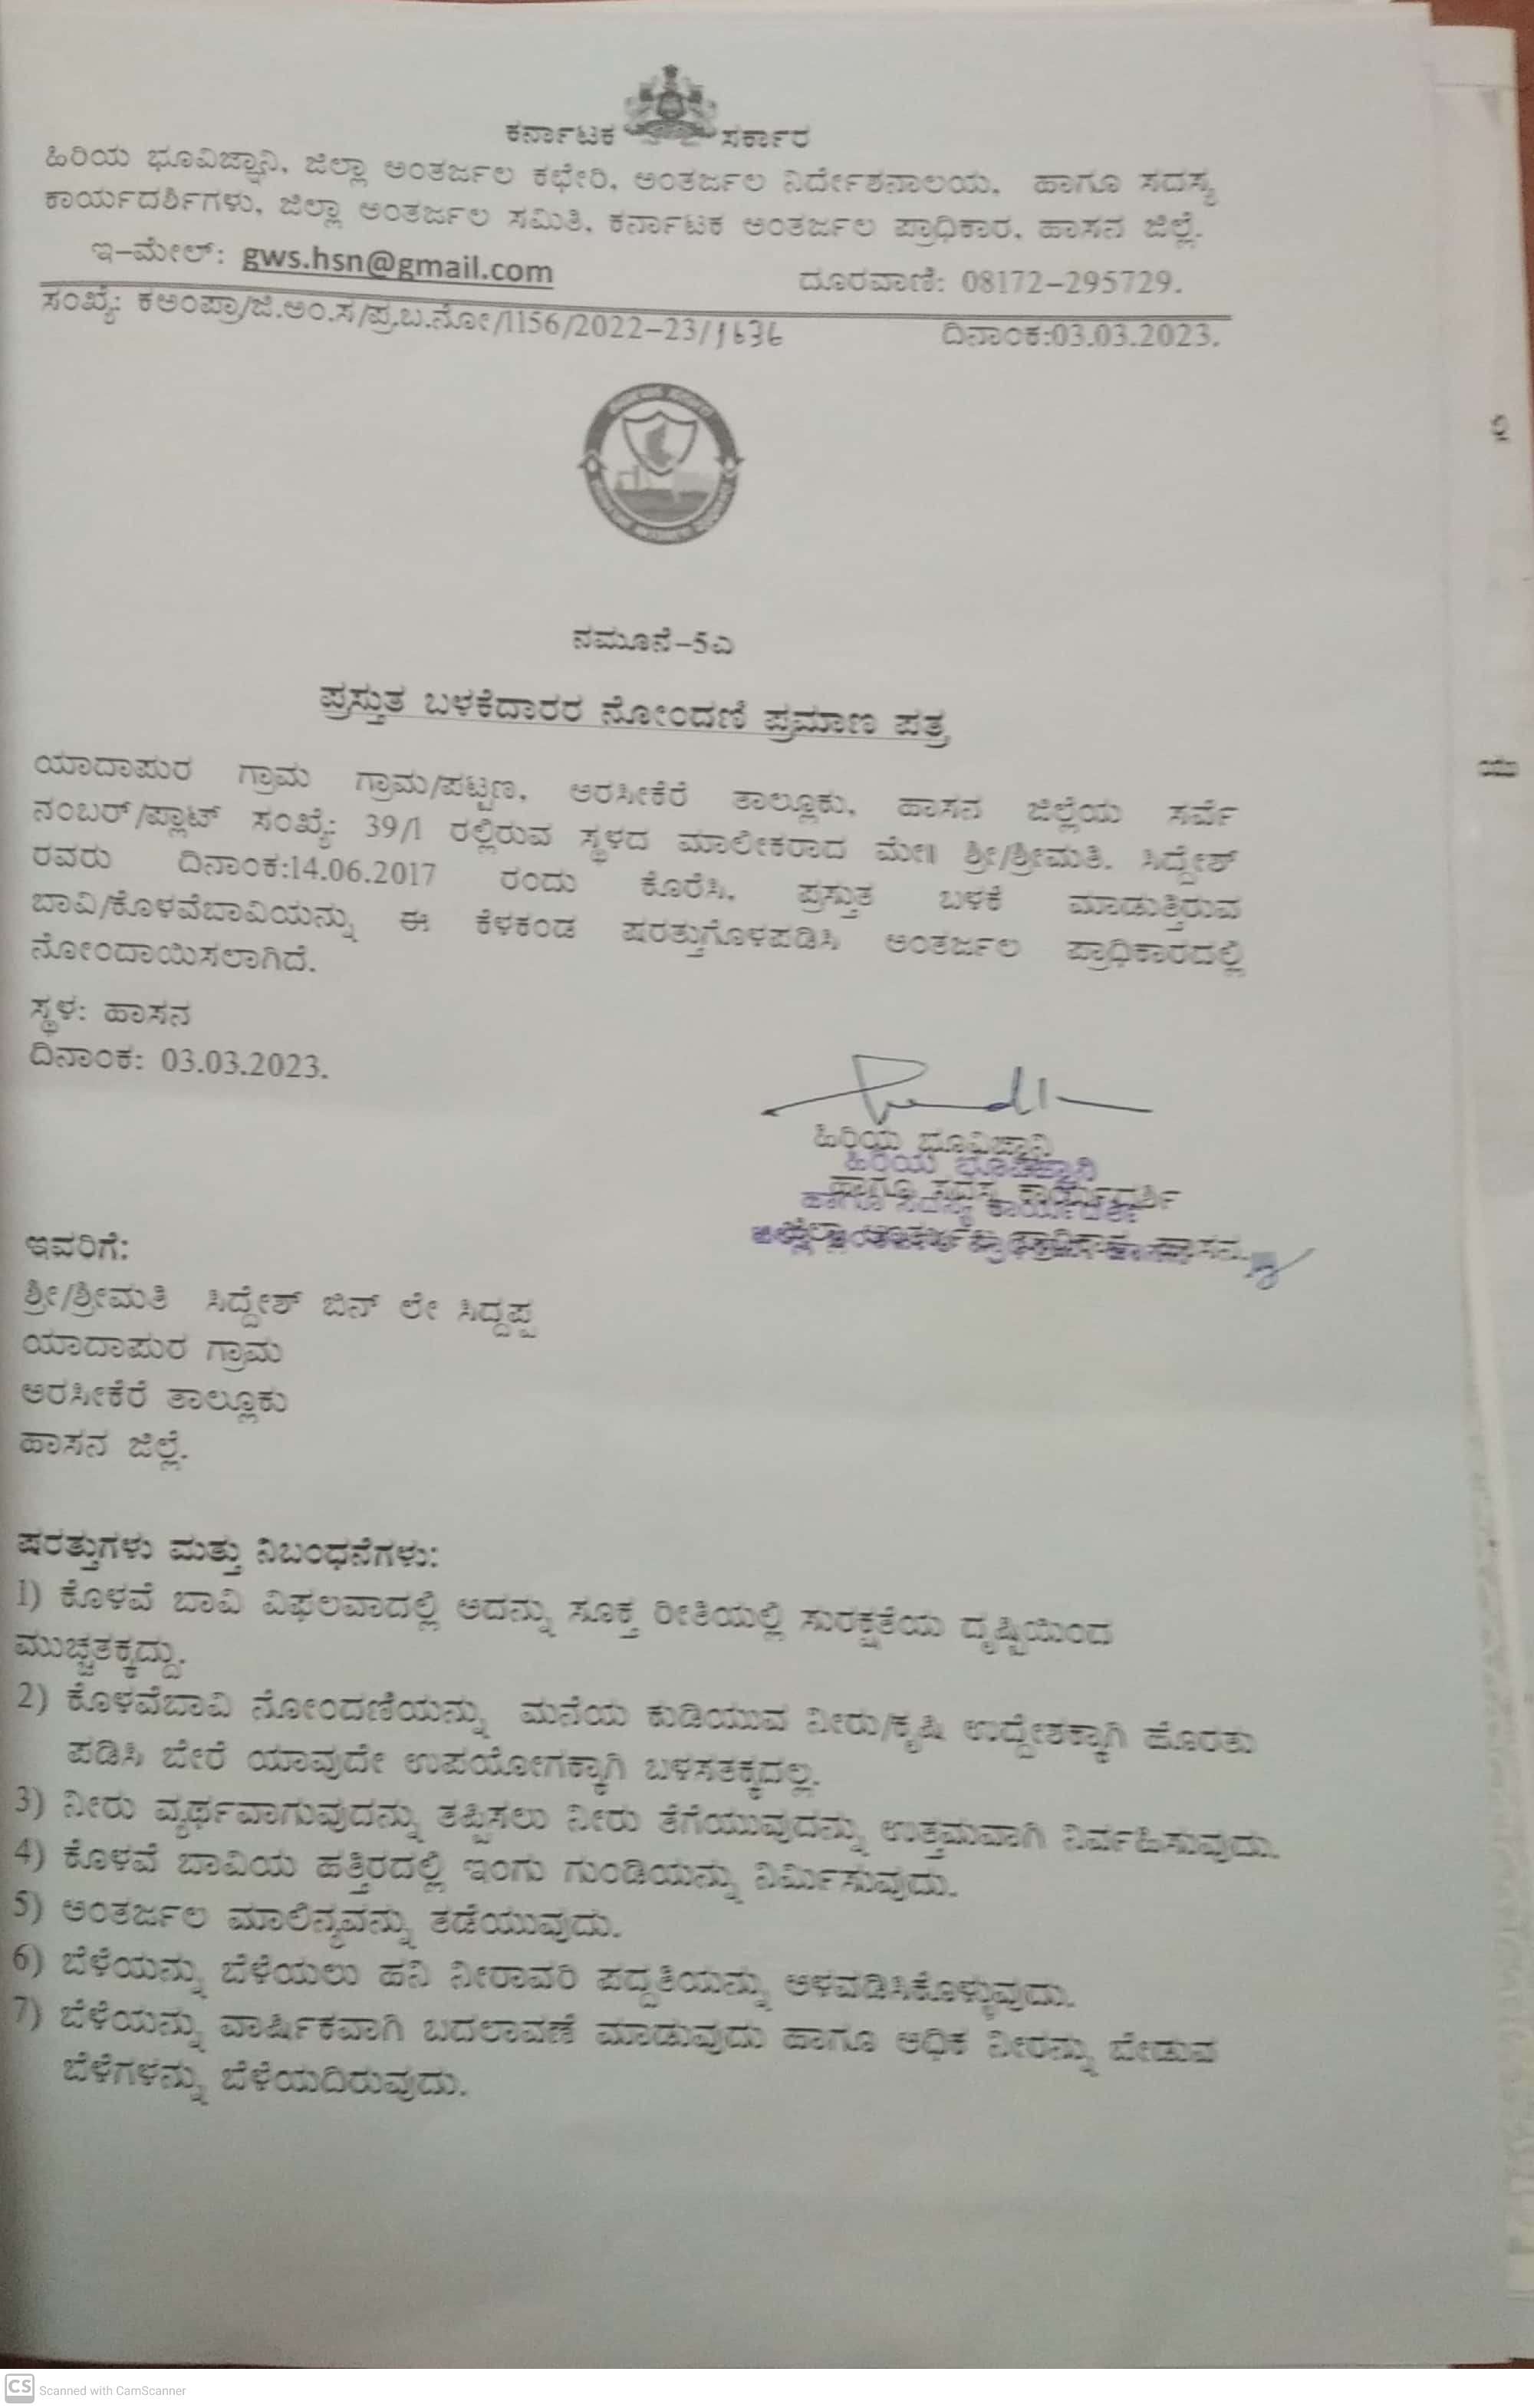 ಕರ್ನಾಟಕ ಸರ್ಕಾರ
ಹಿರಿಯ ಭೂವಿಜ್ಞಾನಿ, ಜಿಲ್ಲಾ ಅಂತರ್ಜಲ ಕಛೇರಿ, ಅಂತರ್ಜಲ ನಿರ್ದೇಶನಾಲಯ, ಹಾಗೂ ಸದಸ್ಯ
ಕಾರ್ಯದರ್ಶಿಗಳು, ಜಿಲ್ಲಾ ಅಂತರ್ಜಲ ಸಮಿತಿ, ಕರ್ನಾಟಕ ಅಂತರ್ಜಲ ಪ್ರಾಧಿಕಾರ, ಹಾಸನ ಜಿಲ್ಲೆ.
ಇ-ಮೇಲ್: gws.hsn@gmail.com ದೂರವಾಣಿ: 08172-295729.
ಸಂಖ್ಯೆ: ಕಅಂಪ್ರಾ/ಜಿ.ಅಂ.ಸ/ಪ್ರ.ಬ.ನೋ/1156/2022-23/1636 ದಿನಾಂಕ:03.03.2023.
ನಮೂನೆ-5ಎ
ಪ್ರಸ್ತುತ ಬಳಕೆದಾರರ ನೋಂದಣಿ ಪ್ರಮಾಣ ಪತ್ರ
ಯಾದಾಪುರ ಗ್ರಾಮ ಗ್ರಾಮ/ಪಟ್ಟಣ, ಅರಸೀಕೆರೆ ತಾಲ್ಲೂಕು, ಹಾಸನ ಜಿಲ್ಲೆಯ ಸರ್ವೆ
ನಂಬರ್/ಪ್ಲಾಟ್ ಸಂಖ್ಯೆ: 39/1 ರಲ್ಲಿರುವ ಸ್ಥಳದ ಮಾಲೀಕರಾದ ಮೇ॥ ಶ್ರೀ/ಶ್ರೀಮತಿ. ಸಿದ್ದೇಶ್
ರವರು ದಿನಾಂಕ:14.06.2017 ರಂದು ಕೊರೆಸಿ, ಪ್ರಸ್ತುತ ಬಳಕೆ ಮಾಡುತ್ತಿರುವ
ಬಾವಿ/ಕೊಳವೆಬಾವಿಯನ್ನು ಈ ಕೆಳಕಂಡ ಷರತ್ತುಗೊಳಪಡಿಸಿ ಅಂತರ್ಜಲ ಪ್ರಾಧಿಕಾರದಲ್ಲಿ
ನೋಂದಾಯಿಸಲಾಗಿದೆ.
ಸ್ಥಳ: ಹಾಸನ
ದಿನಾಂಕ: 03.03.2023.
ಹಿರಿಯ ಭೂವಿಜ್ಞಾನಿ
ಹಿರಿಯ ಭೂವಿಜ್ಞಾನಿ
ಹಾಗೂ ಸದಸ್ಯ ಕಾರ್ಯದರ್ಶಿ
ಹಾಗೂ ಸದಸ್ಯ ಕಾರ್ಯದರ್ಶಿ
ಇವರಿಗೆ:
ಶ್ರೀ/ಶ್ರೀಮತಿ ಸಿದ್ದೇಶ್ ಬಿನ್ ಲೇ ಸಿದ್ದಪ್ಪ
ಯಾದಾಪುರ ಗ್ರಾಮ
ಅರಸೀಕೆರೆ ತಾಲ್ಲೂಕು
ಹಾಸನ ಜಿಲ್ಲೆ.
ಷರತ್ತುಗಳು ಮತ್ತು ನಿಬಂಧನೆಗಳು:
1) ಕೊಳವೆ ಬಾವಿ ವಿಫಲವಾದಲ್ಲಿ ಅದನ್ನು ಸೂಕ್ತ ರೀತಿಯಲ್ಲಿ ಸುರಕ್ಷತೆಯ ದೃಷ್ಟಿಯಿಂದ
ಮುಚ್ಚತಕ್ಕದ್ದು.
2) ಕೊಳವೆಬಾವಿ ನೋಂದಣಿಯನ್ನು ಮನೆಯ ಕುಡಿಯುವ ನೀರು/ಕೃಷಿ ಉದ್ದೇಶಕ್ಕಾಗಿ ಹೊರತು
ಪಡಿಸಿ ಬೇರೆ ಯಾವುದೇ ಉಪಯೋಗಕ್ಕಾಗಿ ಬಳಸತಕ್ಕದಲ್ಲ.
3) ನೀರು ವ್ಯರ್ಥವಾಗುವುದನ್ನು ತಪ್ಪಿಸಲು ನೀರು ತೆಗೆಯುವುದನ್ನು ಉತ್ತಮವಾಗಿ ನಿರ್ವಹಿಸುವುದು.
4) ಕೊಳವೆ ಬಾವಿಯ ಹತ್ತಿರದಲ್ಲಿ ಇಂಗು ಗುಂಡಿಯನ್ನು ನಿರ್ಮಿಸುವುದು.
5) ಅಂತರ್ಜಲ ಮಾಲಿನ್ಯವನ್ನು ತಡೆಯುವುದು.
6) ಬೆಳೆಯನ್ನು ಬೆಳೆಯಲು ಹನಿ ನೀರಾವರಿ ಪದ್ದತಿಯನ್ನು ಅಳವಡಿಸಿಕೊಳ್ಳುವುದು.
7) ಬೆಳೆಯನ್ನು ವಾರ್ಷಿಕವಾಗಿ ಬದಲಾವಣೆ ಮಾಡುವುದು ಹಾಗೂ ಅಧಿಕ ನೀರನ್ನು ಬೇಡುವ
ಬೆಳೆಗಳನ್ನು ಬೆಳೆಯದಿರುವುದು.
CS Scanned with CamScanner